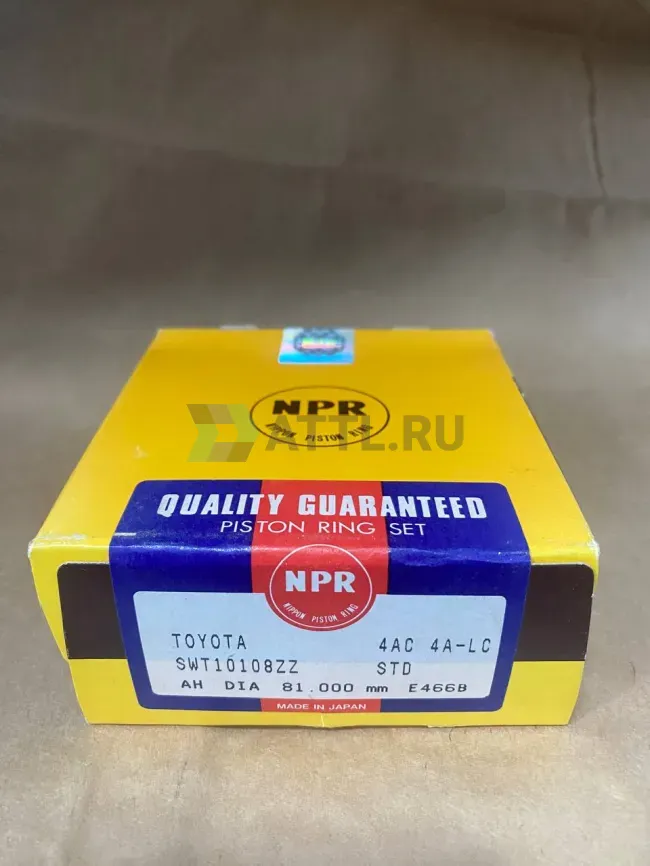 NPR
NIPPON PISTON RING
ATTL.RU
QUALITY GUARANTEED
PISTON RING SET
NPR
NIPPON PISTON RING
TOYOTA 4AC 4A-LC
SWT10108ZZ STD
AH DIA 81.000 mm E466B
MADE IN JAPAN